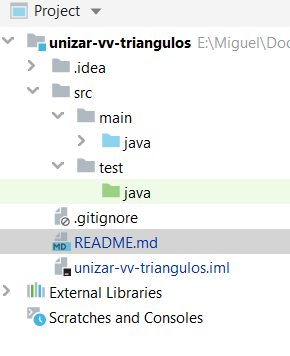 Project
unizar-vv-triangulos E:\Miguel\Doc
.idea
src
main
java
test
java
.gitignore
MD README.md
unizar-vv-triangulos.iml
External Libraries
Scratches and Consoles